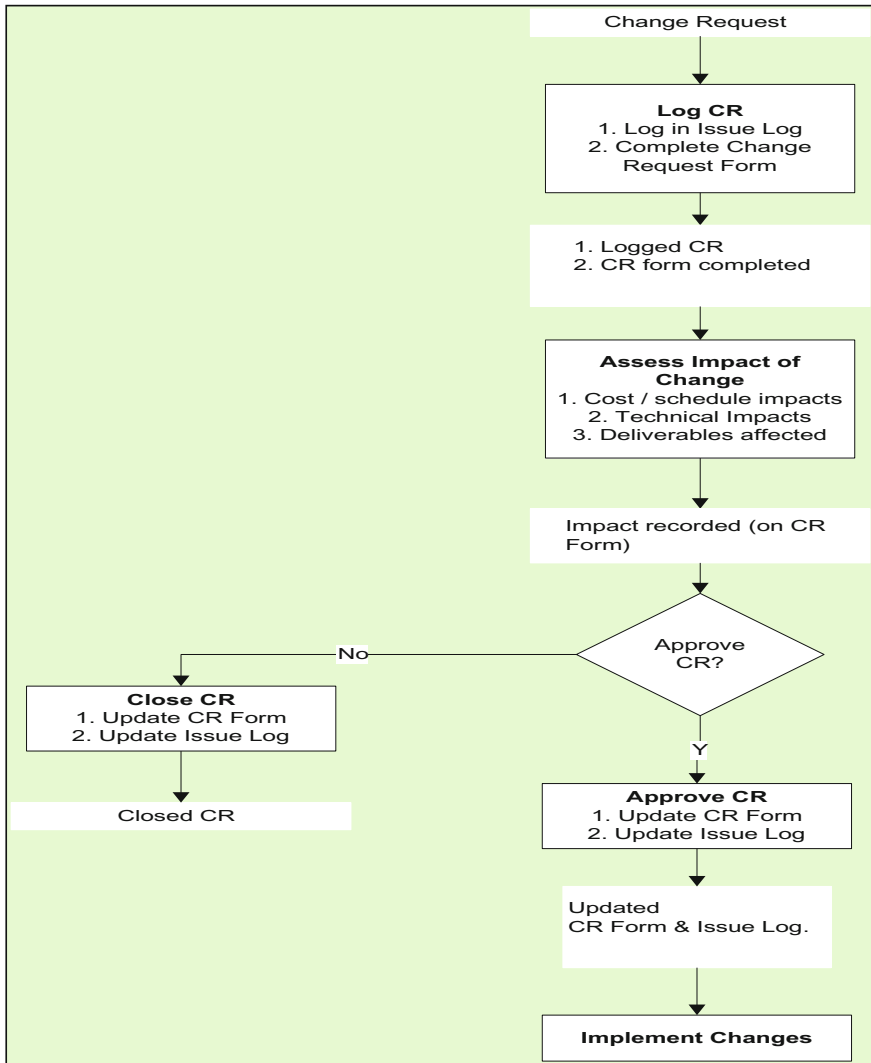 Change Request
Log CR
1. Log in Issue Log
2. Complete Change
Request Form
1. Logged CR
2. CR form completed
Assess Impact of
Change
1. Cost / schedule impacts
2. Technical Impacts
3. Deliverables affected
Impact recorded (on CR
Form)
Approve
CR?
No
Close CR
1. Update CR Form
2. Update Issue Log
Closed CR
Y
Approve CR
1. Update CR Form
2. Update Issue Log
Updated
CR Form & Issue Log.
Implement Changes